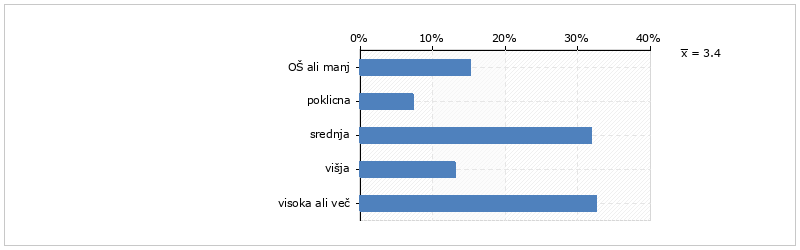 0% 10% 20% 30% 40%
x̅ = 3.4
OŠ ali manj
poklicna
srednja
višja
visoka ali več